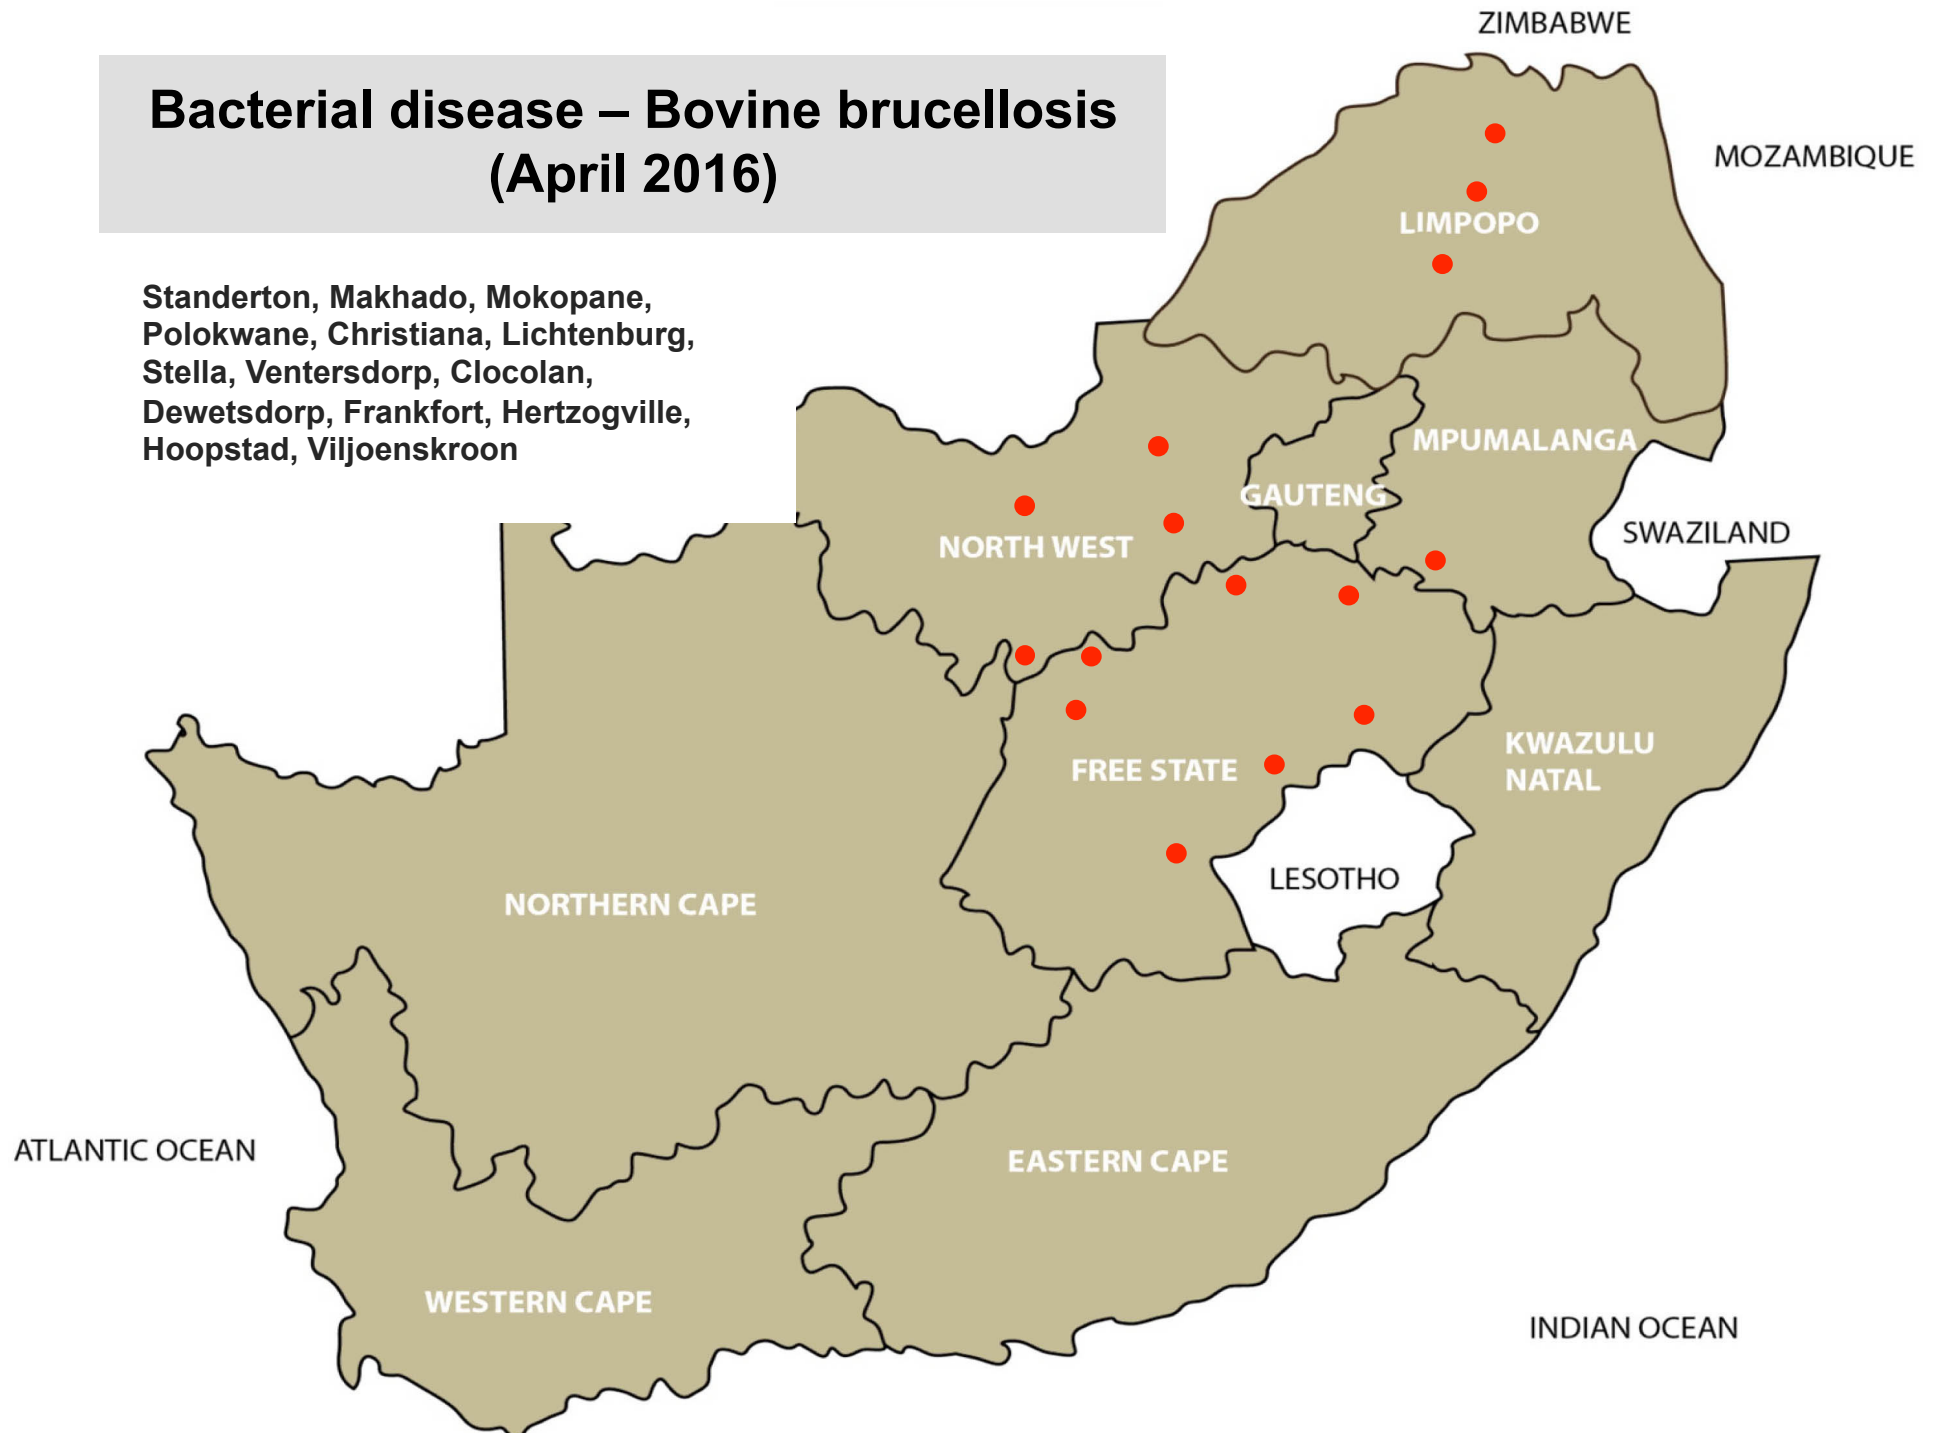 ZIMBABWE
Bacterial disease – Bovine brucellosis
(April 2016)
MOZAMBIQUE
LIMPOPO
Standerton, Makhado, Mokopane,
Polokwane, Christiana, Lichtenburg,
Stella, Ventersdorp, Clocolan,
Dewetsdorp, Frankfort, Hertzogville,
Hoopstad, Viljoenskroon
MPUMALANGA
GAUTENG
SWAZILAND
NORTH WEST
KWAZULU
NATAL
FREE STATE
LESOTHO
NORTHERN CAPE
ATLANTIC OCEAN
EASTERN CAPE
WESTERN CAPE
INDIAN OCEAN